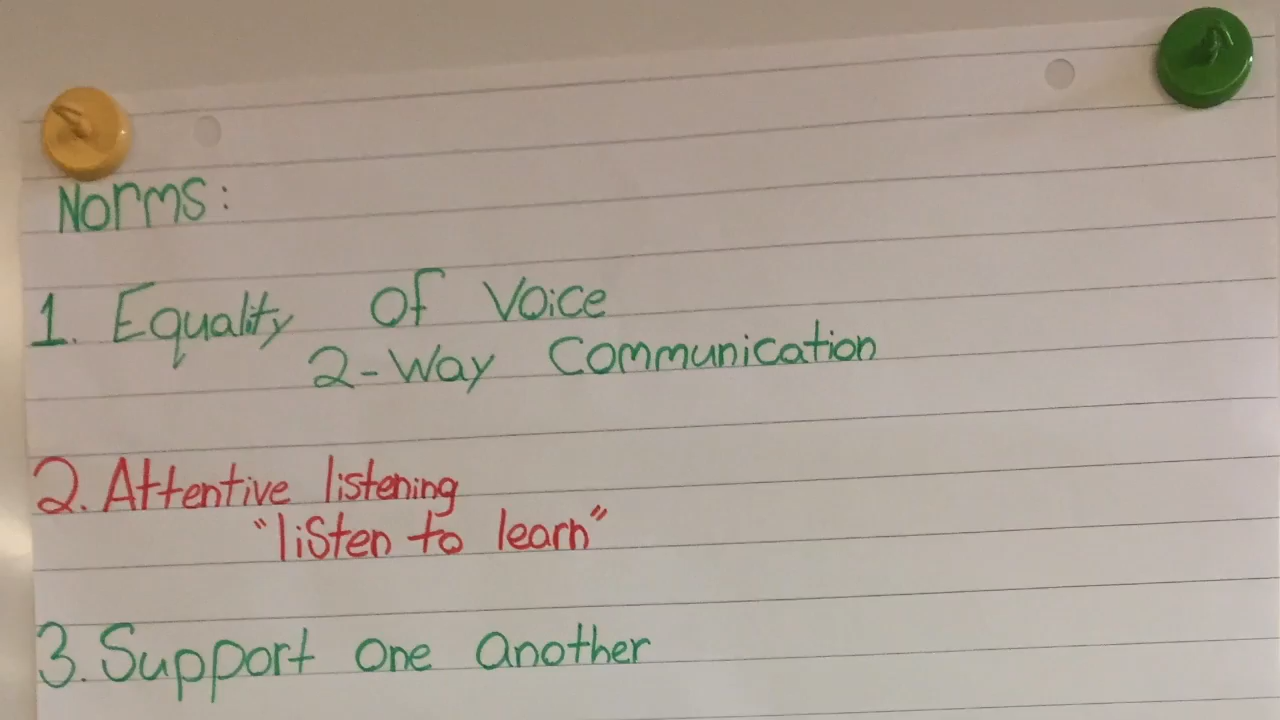 Norms:
1. Equality of Voice
2-Way Communication
2. Attentive listening
"listen to learn"
3. Support one another